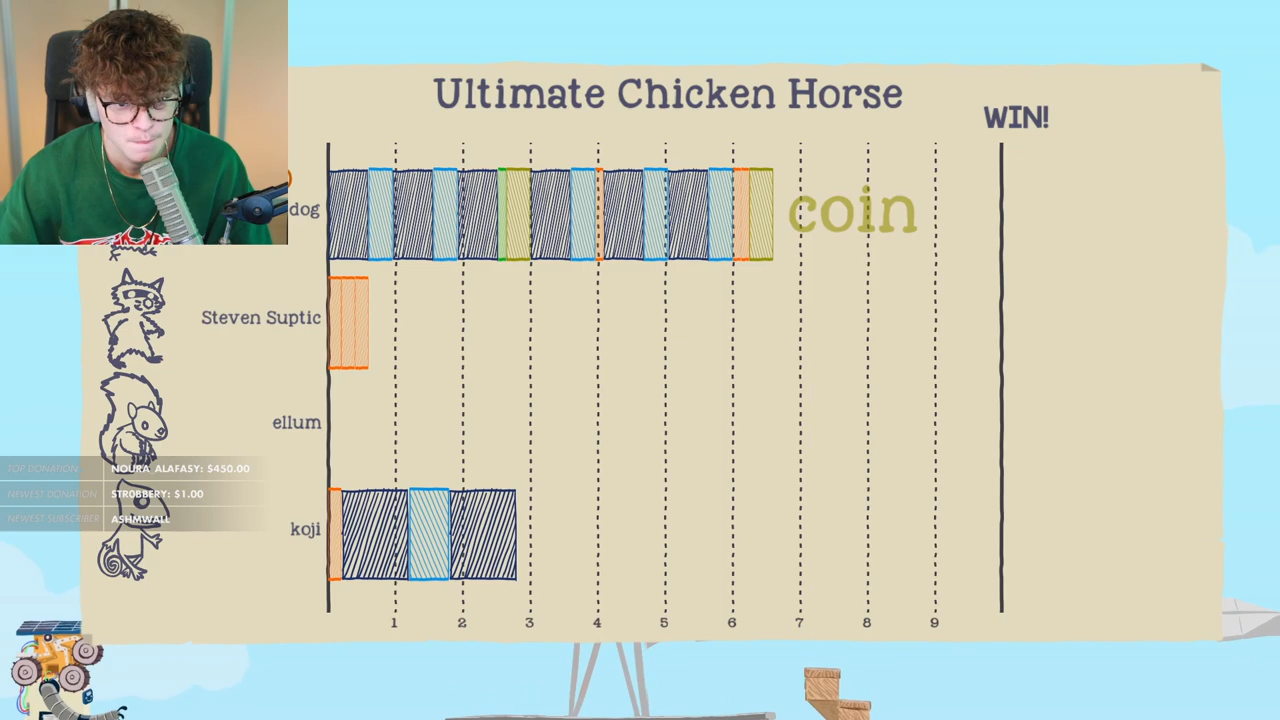 Ultimate Chicken Horse
WIN!
dog
coin
Steven Suptic
ellum
TOP DONATION NOURA ALAFASY: $450.00
NEWEST DONATION STR0BBERY: $1.00
NEWEST SUBSCRIBER ASHMWALL
koji
1 2 3 4 5 6 7 8 9